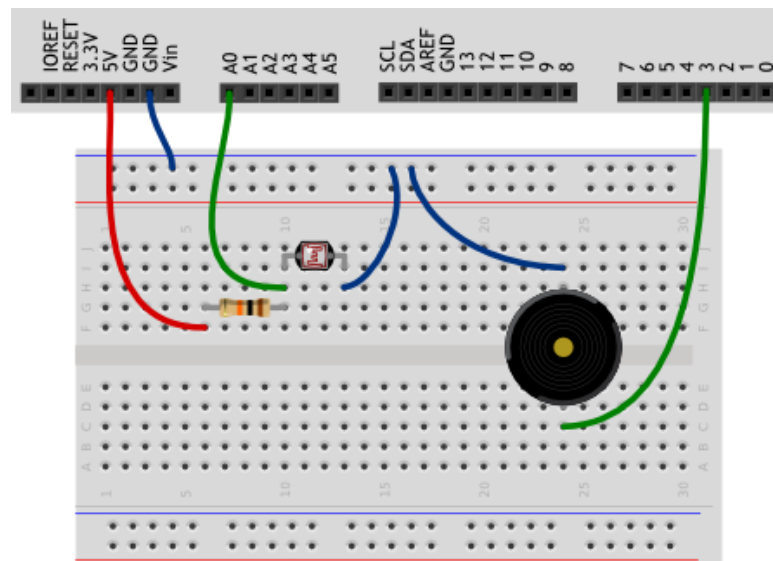 IOREF RESET 3.3V 5V GND GND Vin A0 A1 A2 A3 A4 A5 SCL SDA AREF GND 13 12 11 10 9 8 7 6 5 4 3 2 1 0
1 5 10 15 20 25 30
J J
I I
H H
G G
F F
E E
D D
C C
B B
A A
1 5 10 15 20 25 30